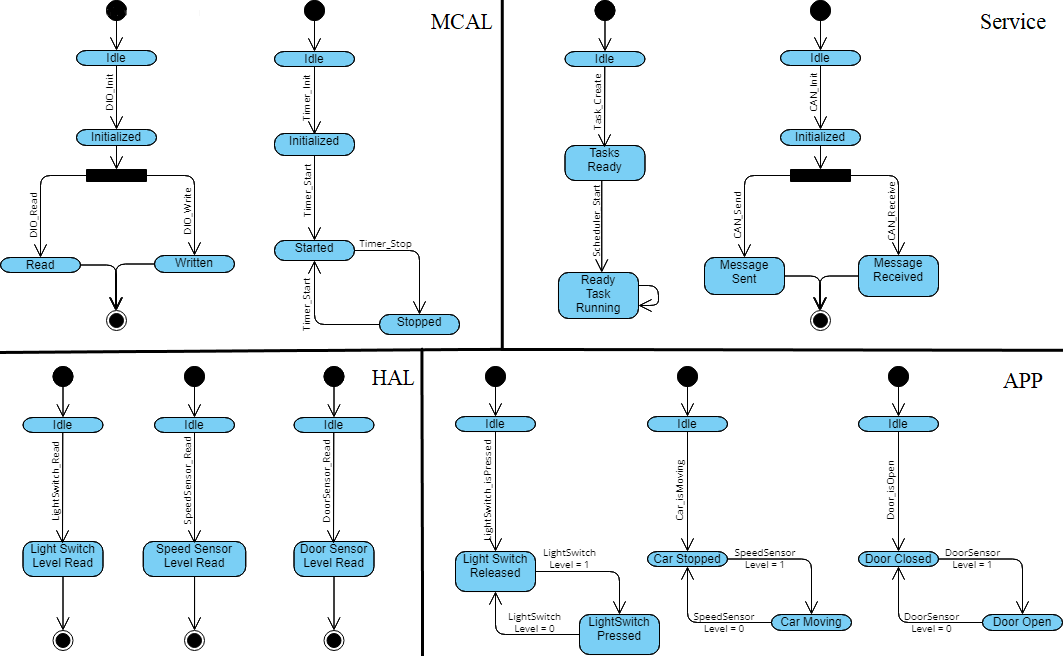 MCAL
Idle
DIO_Init
Initialized
DIO_Read
DIO_Write
Read
Written
Idle
Timer_Init
Initialized
Timer_Start
Started
Timer_Stop
Timer_Start
Stopped
Service
Idle
Task_Create
Tasks
Ready
Scheduler_Start
Ready
Task
Running
Idle
CAN_Init
Initialized
CAN_Send
CAN_Receive
Message
Sent
Message
Received
HAL
Idle
LightSwitch_Read
Light Switch
Level Read
Idle
SpeedSensor_Read
Speed Sensor
Level Read
Idle
DoorSensor_Read
Door Sensor
Level Read
APP
Idle
LightSwitch_isPressed
Light Switch
Released
LightSwitch
Level = 1
LightSwitch
Level = 0
LightSwitch
Pressed
Idle
Car_isMoving
Car Stopped
SpeedSensor
Level = 1
SpeedSensor
Level = 0
Car Moving
Idle
Door_isOpen
Door Closed
DoorSensor
Level = 1
DoorSensor
Level = 0
Door Open